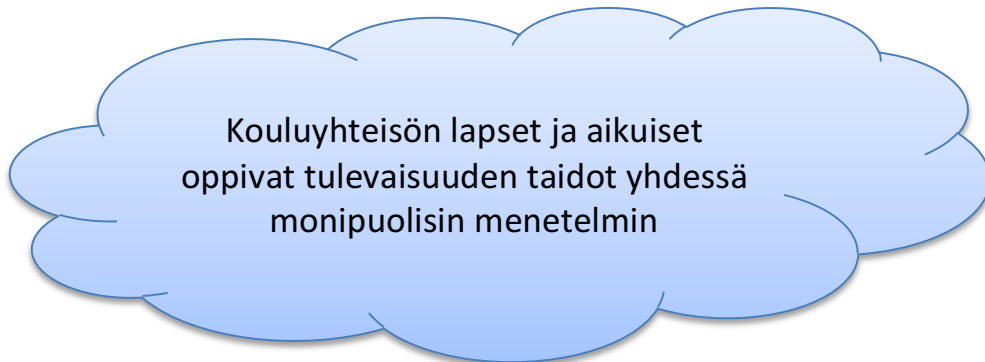 Kouluyhteisön lapset ja aikuiset
oppivat tulevaisuuden taidot yhdessä
monipuolisin menetelmin